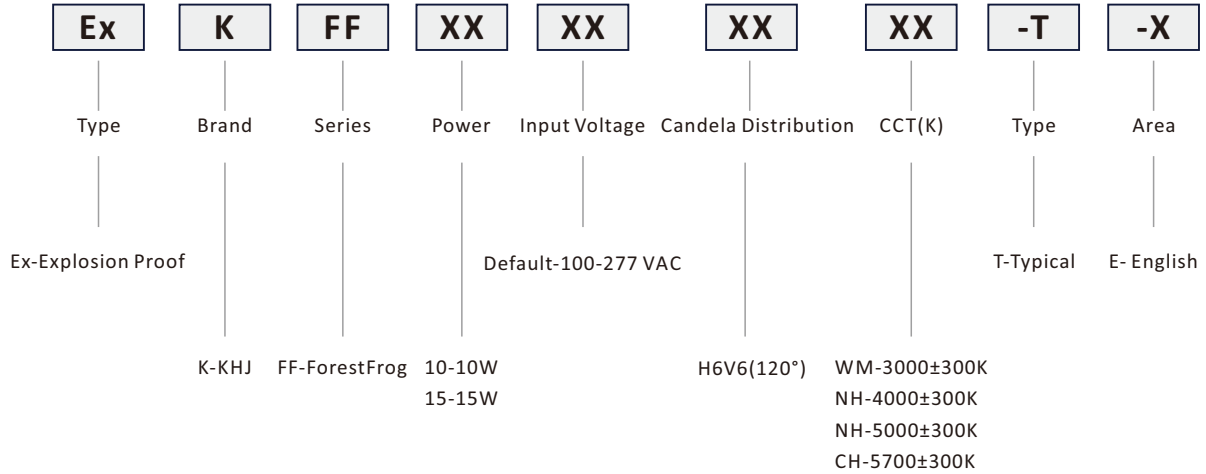 Ex K FF XX XX XX XX -T -X
Type Brand Series Power Input Voltage Candela Distribution CCT(K) Type Area
Ex-Explosion Proof Default-100-277 VAC T-Typical E- English
K-KHJ FF-ForestFrog 10-10W H6V6(120°) WM-3000±300K
15-15W NH-4000±300K
NH-5000±300K
CH-5700±300K